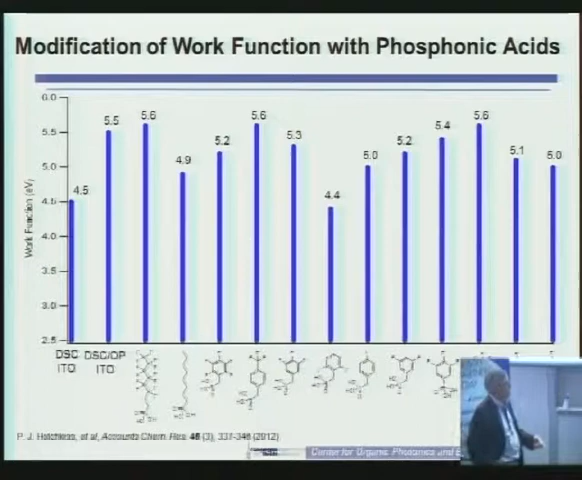 Modification of Work Function with Phosphonic Acids
6.0
5.5
5.0
4.5
4.0
3.5
3.0
2.5
Work Function (eV)
4.5
5.5
5.6
4.9
5.2
5.6
5.3
4.4
5.0
5.2
5.4
5.6
5.1
5.0
DSC
ITO
DSC/OP
ITO
P. J. Hotchkiss, et al, Accounts Chem. Res. 45 (3), 337-346 (2012)
Center for Organic Photonics and